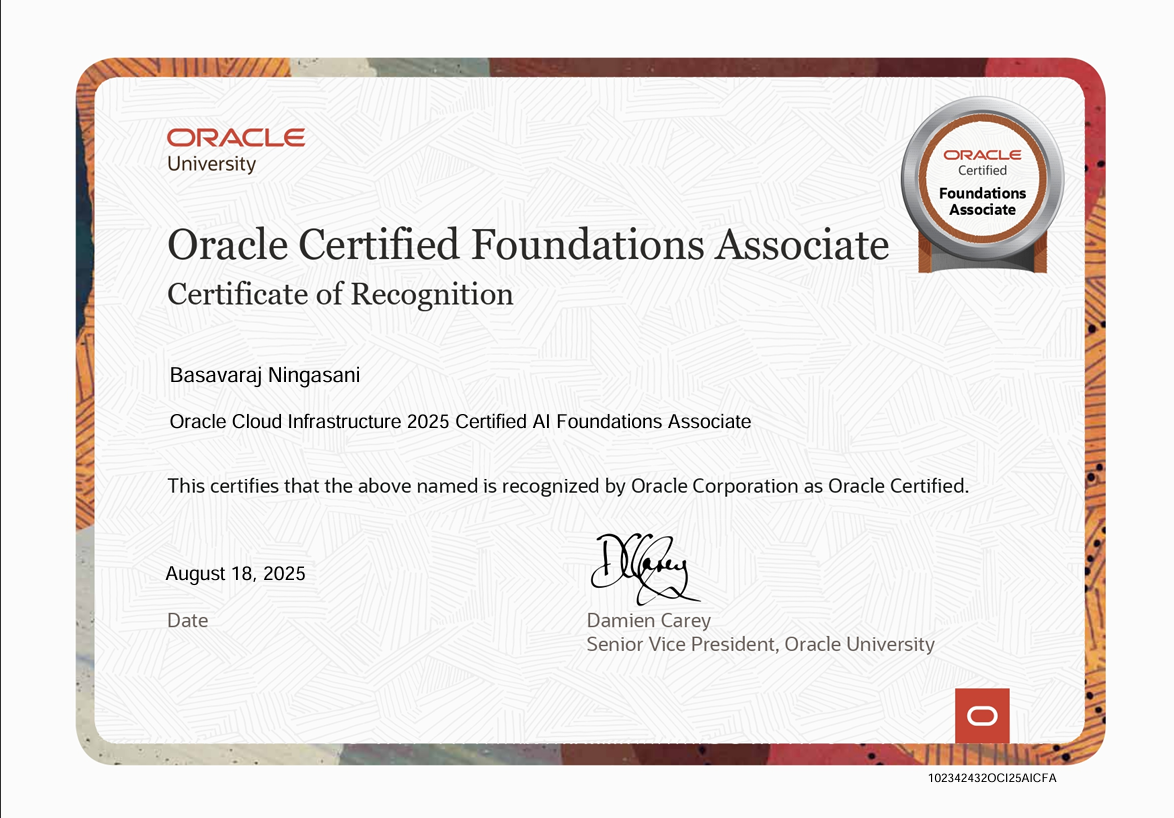 ORACLE
University
ORACLE
Certified
Foundations
Associate
Oracle Certified Foundations Associate
Certificate of Recognition
Basavaraj Ningasani
Oracle Cloud Infrastructure 2025 Certified AI Foundations Associate
This certifies that the above named is recognized by Oracle Corporation as Oracle Certified.
DCarey
August 18, 2025
Date
Damien Carey
Senior Vice President, Oracle University
102342432OCI25AICFA